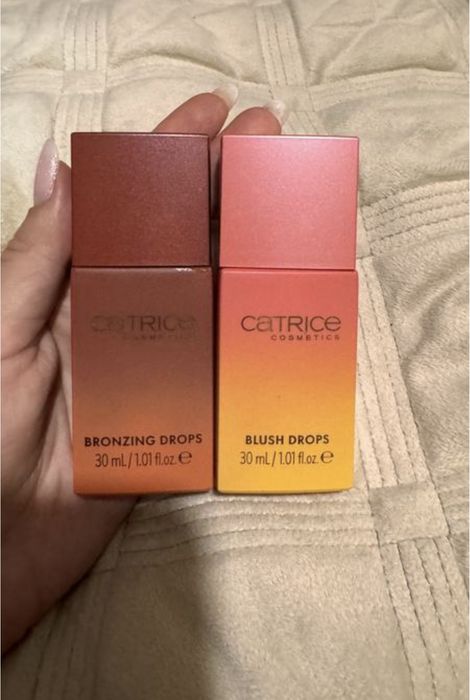 CATRICE
COSMETICS
BRONZING DROPS
30 mL / 1.01 fl.oz. ℮
CATRICE
COSMETICS
BLUSH DROPS
30 mL / 1.01 fl.oz. ℮